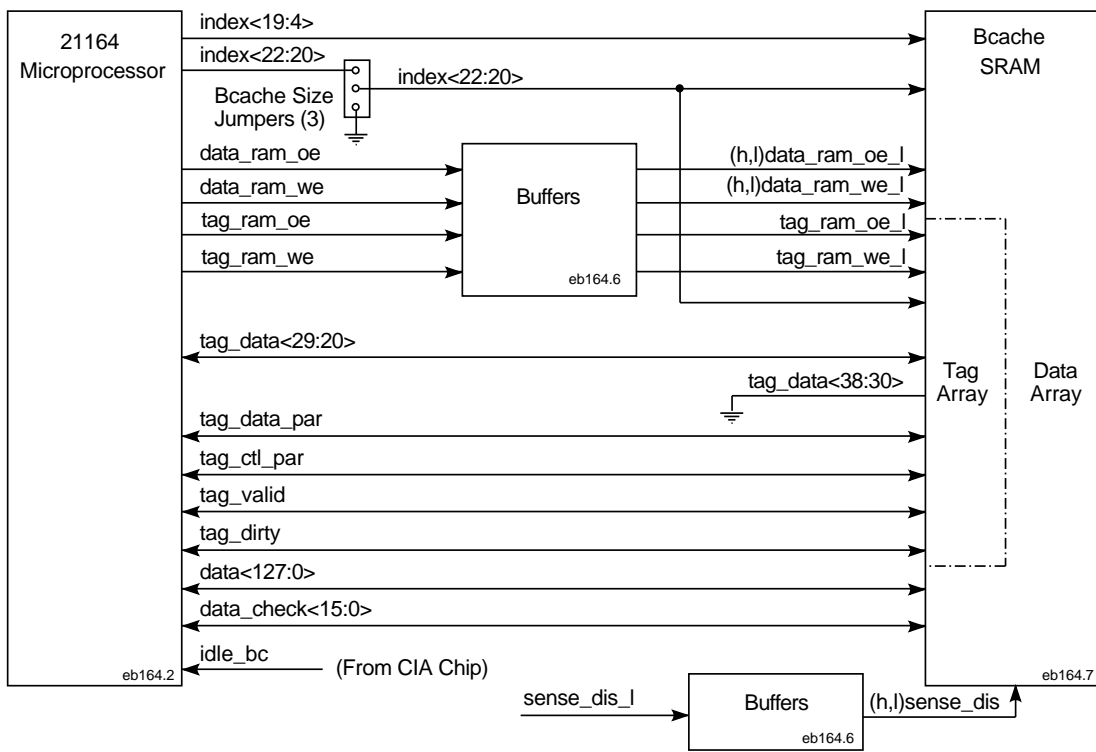 21164
Microprocessor
index<19:4>
index<22:20>
index<22:20>
Bcache Size
Jumpers (3)
Bcache
SRAM
data_ram_oe
data_ram_we
tag_ram_oe
tag_ram_we
Buffers
eb164.6
(h,l)data_ram_oe_l
(h,l)data_ram_we_l
tag_ram_oe_l
tag_ram_we_l
tag_data<29:20>
tag_data<38:30>
Tag
Array
Data
Array
tag_data_par
tag_ctl_par
tag_valid
tag_dirty
data<127:0>
data_check<15:0>
idle_bc
(From CIA Chip)
eb164.2
eb164.7
sense_dis_l
Buffers
eb164.6
(h,l)sense_dis